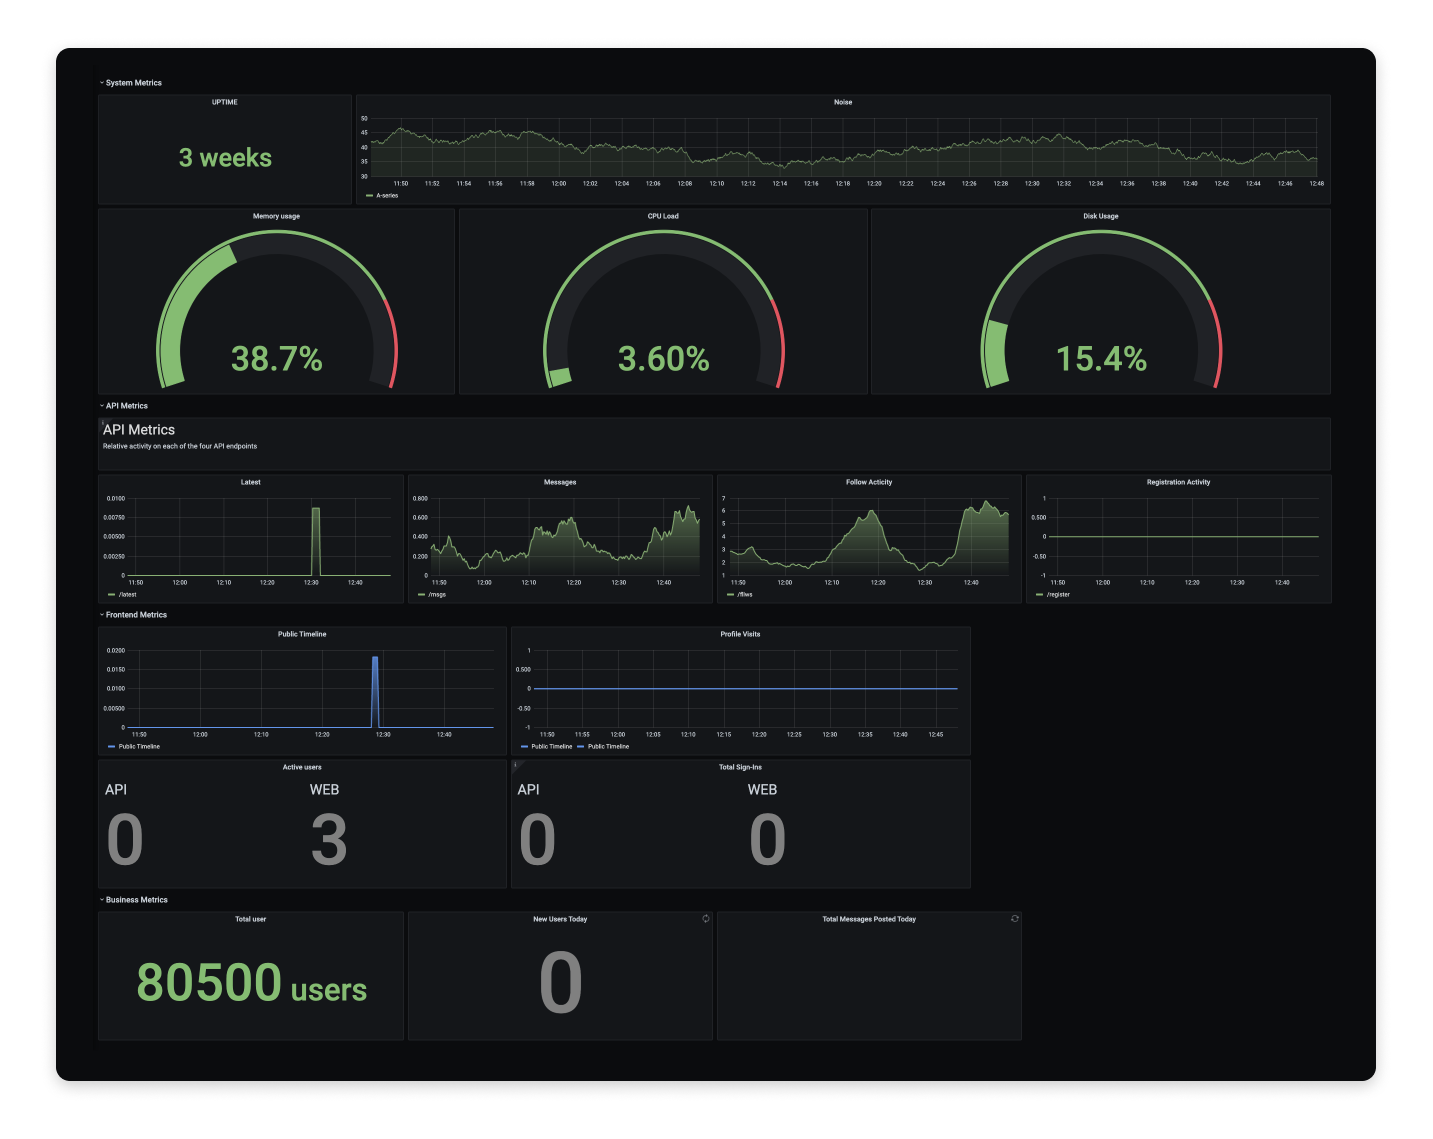 System Metrics
UPTIME
3 weeks
Noise
50
45
40
35
30
11:50 11:52 11:54 11:56 11:58 12:00 12:02 12:04 12:06 12:08 12:10 12:12 12:14 12:16 12:18 12:20 12:22 12:24 12:26 12:28 12:30 12:32 12:34 12:36 12:38 12:40 12:42 12:44 12:46 12:48
A-series
Memory usage
38.7%
CPU Load
3.60%
Disk Usage
15.4%
API Metrics
API Metrics
Relative activity on each of the four API endpoints
Latest
0.0100
0.00750
0.00500
0.00250
0
11:50 12:00 12:10 12:20 12:30 12:40
/latest
Messages
0.800
0.600
0.400
0.200
0
11:50 12:00 12:10 12:20 12:30 12:40
/msgs
Follow Acticity
7
6
5
4
3
2
1
11:50 12:00 12:10 12:20 12:30 12:40
/fllws
Registration Activity
1
0.500
0
-0.50
-1
11:50 12:00 12:10 12:20 12:30 12:40
/register
Frontend Metrics
Public Timeline
0.0200
0.0150
0.0100
0.00500
0
11:50 12:00 12:10 12:20 12:30 12:40
Public Timeline
Profile Visits
1
0.500
0
-0.50
-1
11:50 11:55 12:00 12:05 12:10 12:15 12:20 12:25 12:30 12:35 12:40 12:45
Public Timeline Public Timeline
Active users
API WEB
0 3
Total Sign-Ins
API WEB
0 0
Business Metrics
Total user
80500 users
New Users Today
0
Total Messages Posted Today